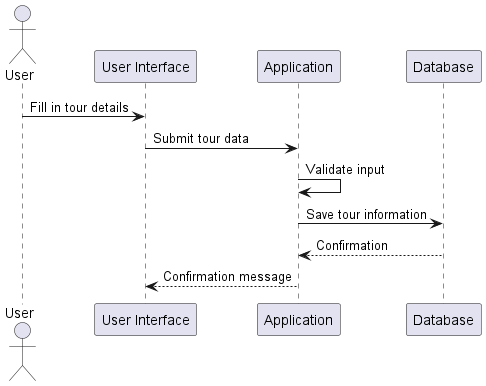 User
User Interface
Application
Database
Fill in tour details
Submit tour data
Validate input
Save tour information
Confirmation
Confirmation message
User
User Interface
Application
Database